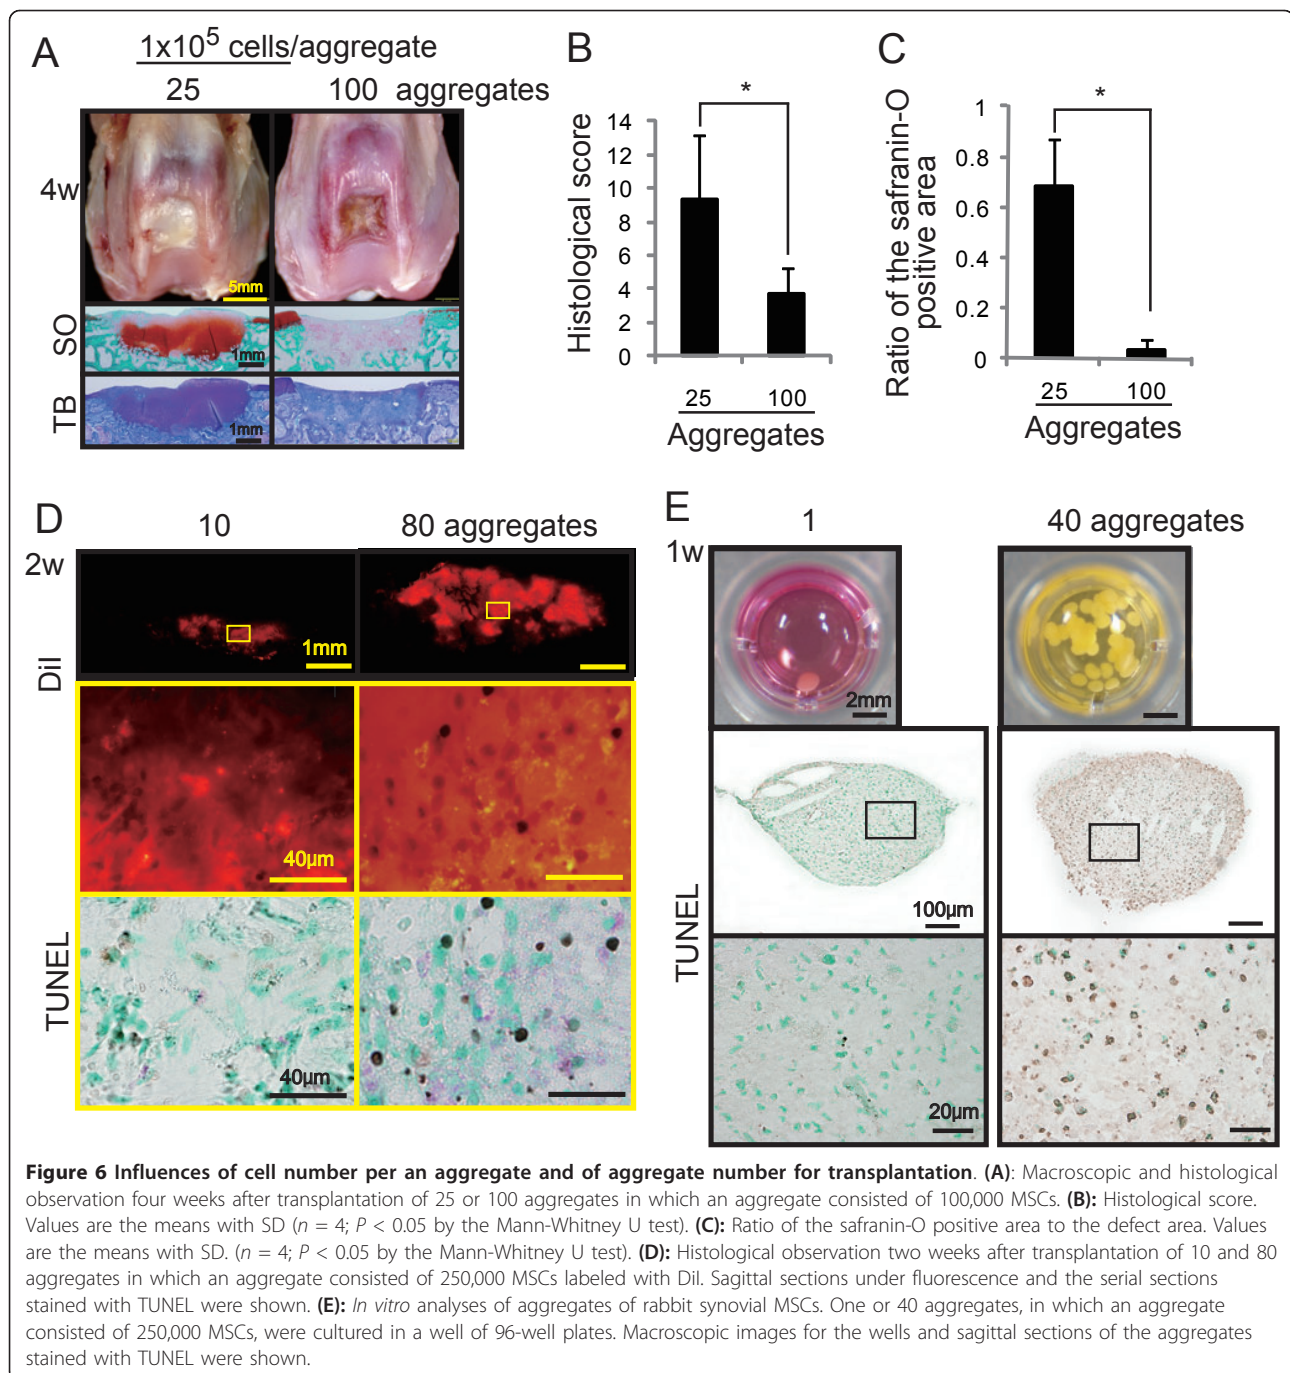 A
1x10⁵ cells/aggregate
25
100 aggregates
4w
5mm
SO
1mm
TB
1mm
B
*
Histological score
14
12
10
8
6
4
2
0
25
100
Aggregates
C
*
Ratio of the safranin-O
positive area
1
0.8
0.6
0.4
0.2
0
25
100
Aggregates
D
10
80 aggregates
2w
1mm
DiI
40µm
TUNEL
40µm
E
1
40 aggregates
1w
2mm
100µm
TUNEL
20µm
Figure 6 Influences of cell number per an aggregate and of aggregate number for transplantation. (A): Macroscopic and histological
observation four weeks after transplantation of 25 or 100 aggregates in which an aggregate consisted of 100,000 MSCs. (B): Histological score.
Values are the means with SD (n = 4; P < 0.05 by the Mann-Whitney U test). (C): Ratio of the safranin-O positive area to the defect area. Values
are the means with SD. (n = 4; P < 0.05 by the Mann-Whitney U test). (D): Histological observation two weeks after transplantation of 10 and 80
aggregates in which an aggregate consisted of 250,000 MSCs labeled with DiI. Sagittal sections under fluorescence and the serial sections
stained with TUNEL were shown. (E): In vitro analyses of aggregates of rabbit synovial MSCs. One or 40 aggregates, in which an aggregate
consisted of 250,000 MSCs, were cultured in a well of 96-well plates. Macroscopic images for the wells and sagittal sections of the aggregates
stained with TUNEL were shown.